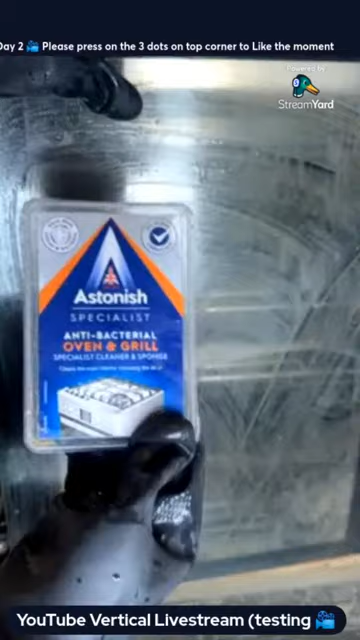 Day 2 🎦 Please press on the 3 dots on top corner to Like the moment
Powered by
StreamYard
Astonish
SPECIALIST
ANTI-BACTERIAL
OVEN & GRILL
SPECIALIST CLEANER & SPONGE
YouTube Vertical Livestream (testing 🎦